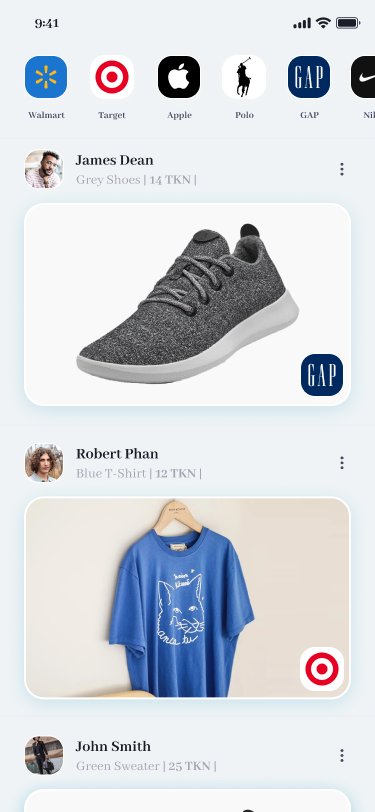 9:41
GAP
Walmart
Target
Apple
Polo
GAP
James Dean
Grey Shoes | 14 TKN |
GAP
Robert Phan
Blue T-Shirt | 12 TKN |
John Smith
Green Sweater | 25 TKN |